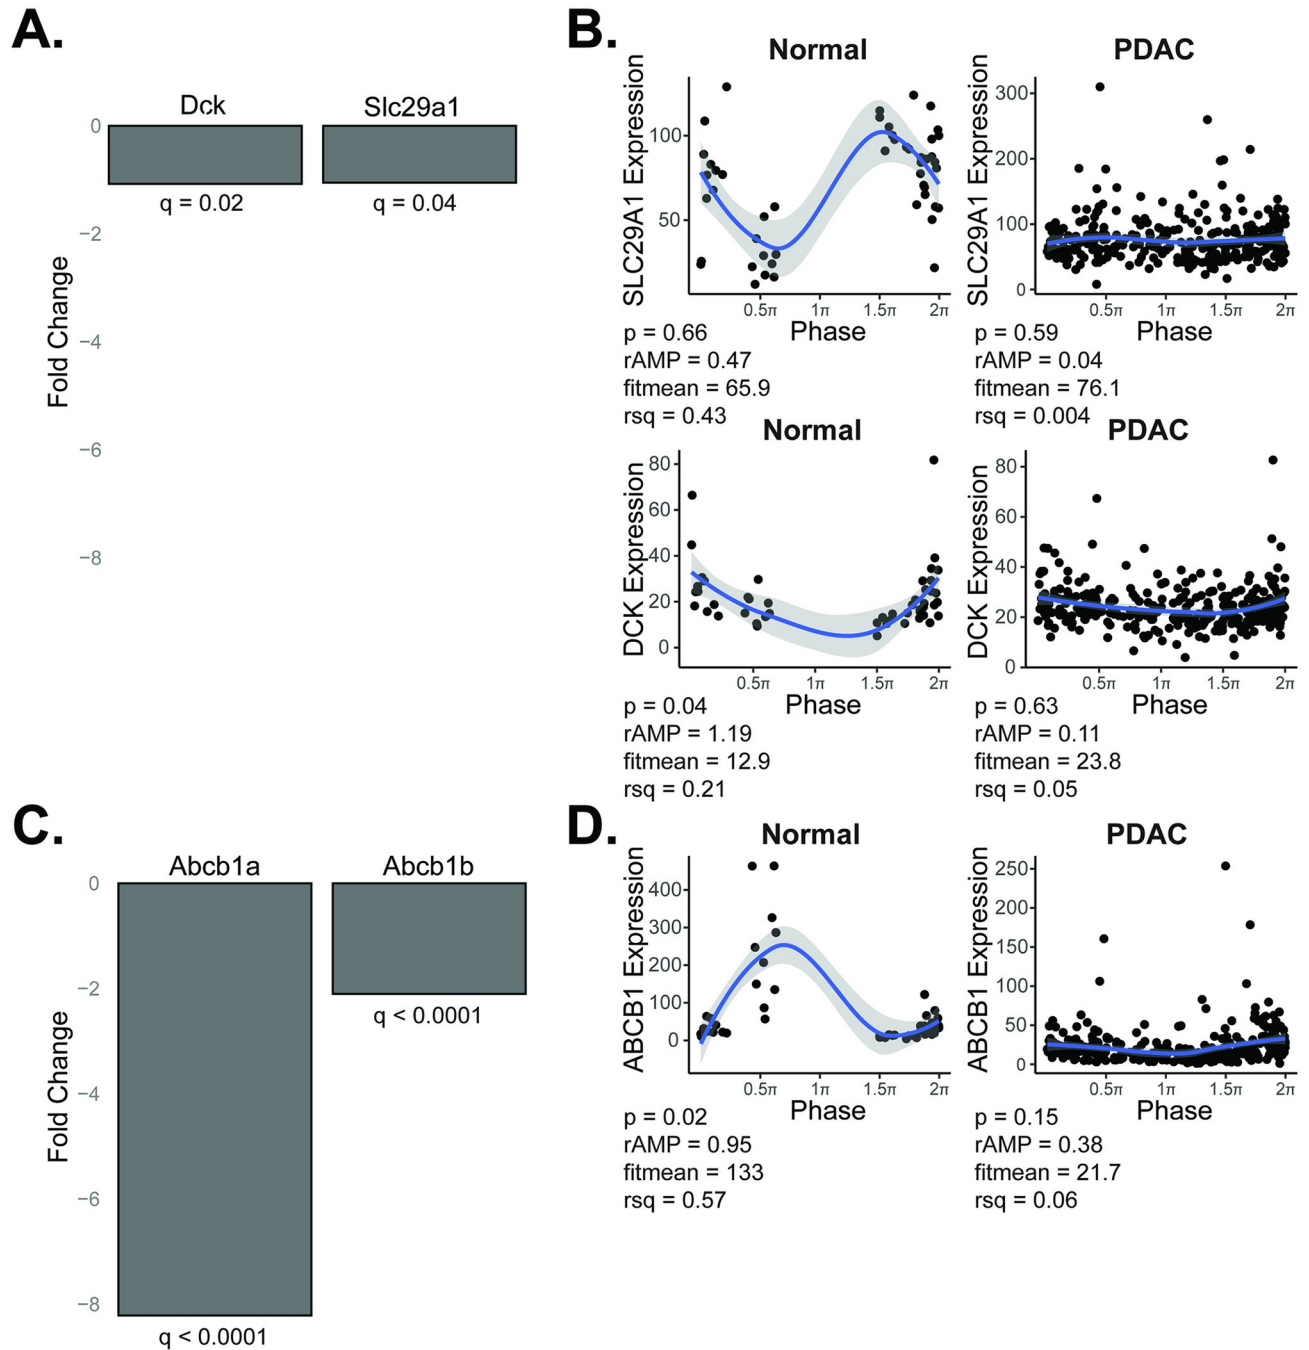 A.
Dck
Slc29a1
0
−2
−4
−6
−8
Fold Change
q = 0.02
q = 0.04
B.
Normal
SLC29A1 Expression
100
50
0.5π 1π 1.5π 2π
Phase
p = 0.66
rAMP = 0.47
fitmean = 65.9
rsq = 0.43
PDAC
SLC29A1 Expression
300
200
100
0
0.5π 1π 1.5π 2π
Phase
p = 0.59
rAMP = 0.04
fitmean = 76.1
rsq = 0.004
Normal
DCK Expression
80
60
40
20
0
0.5π 1π 1.5π 2π
Phase
p = 0.04
rAMP = 1.19
fitmean = 12.9
rsq = 0.21
PDAC
DCK Expression
80
60
40
20
0
0.5π 1π 1.5π 2π
Phase
p = 0.63
rAMP = 0.11
fitmean = 23.8
rsq = 0.05
C.
Abcb1a
Abcb1b
0
−2
−4
−6
−8
Fold Change
q < 0.0001
q < 0.0001
D.
Normal
ABCB1 Expression
400
300
200
100
0
0.5π 1π 1.5π 2π
Phase
p = 0.02
rAMP = 0.95
fitmean = 133
rsq = 0.57
PDAC
ABCB1 Expression
250
200
150
100
50
0
0.5π 1π 1.5π 2π
Phase
p = 0.15
rAMP = 0.38
fitmean = 21.7
rsq = 0.06